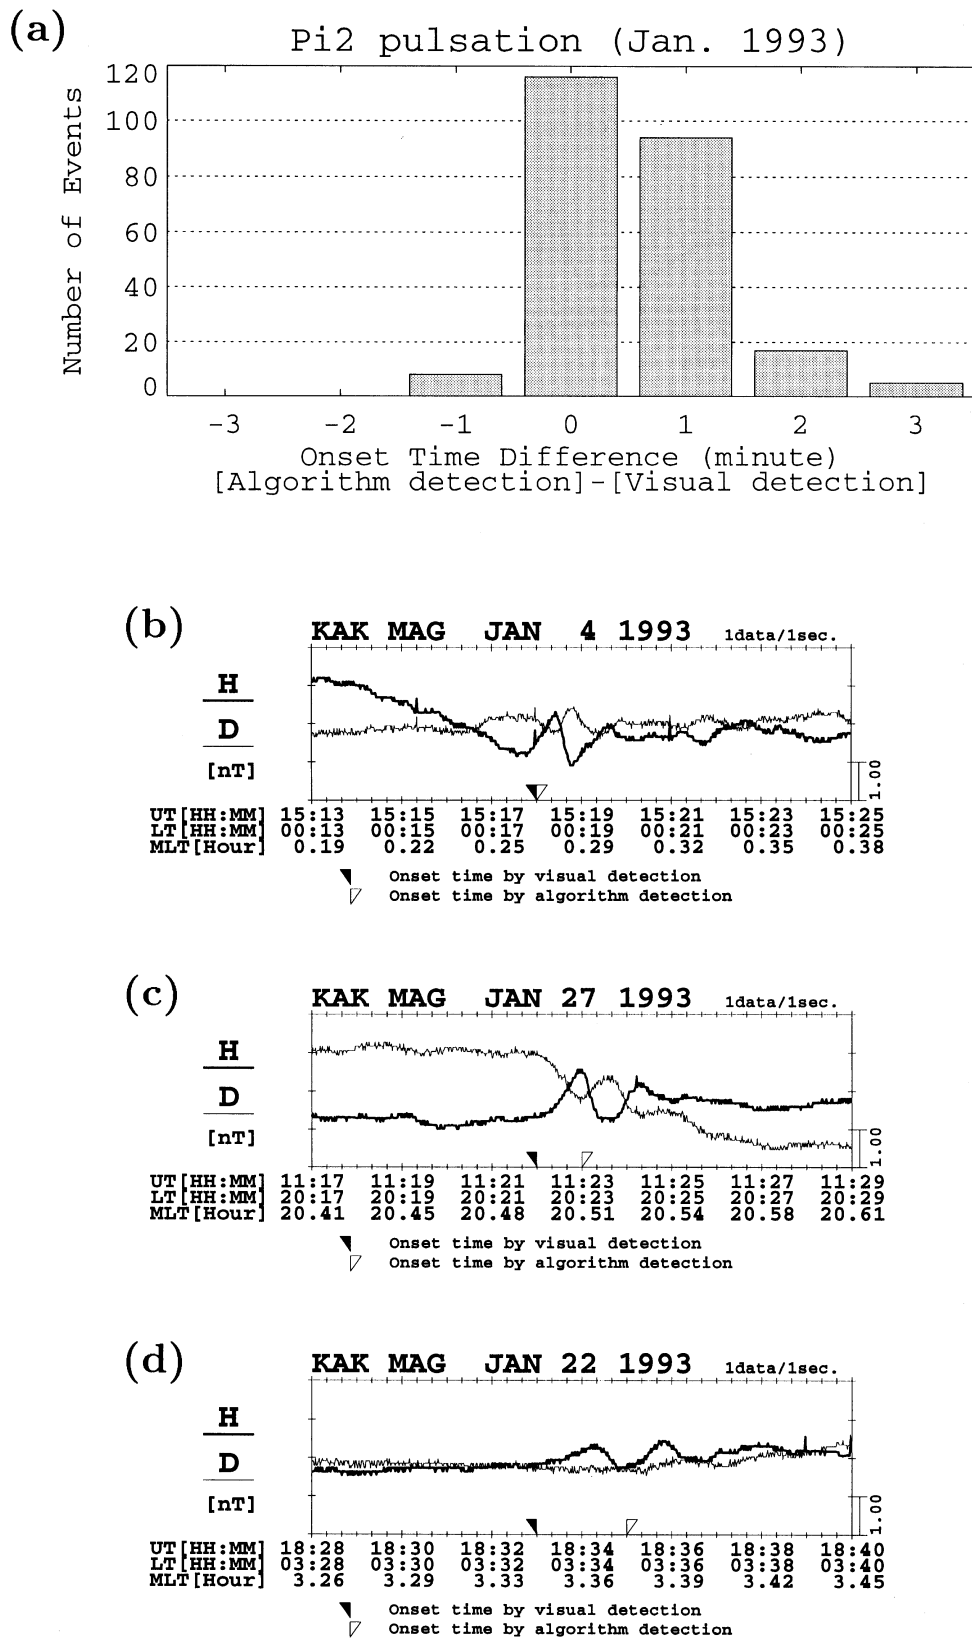 (a)
Pi2 pulsation (Jan. 1993)
Number of Events
120
100
80
60
40
20
0
-3 -2 -1 0 1 2 3
Onset Time Difference (minute)
[Algorithm detection]-[Visual detection]
(b)
KAK MAG JAN 4 1993 1data/1sec.
H
D
[nT]
1.00
UT[HH:MM] 15:13 15:15 15:17 15:19 15:21 15:23 15:25
LT[HH:MM] 00:13 00:15 00:17 00:19 00:21 00:23 00:25
MLT[Hour] 0.19 0.22 0.25 0.29 0.32 0.35 0.38
Onset time by visual detection
Onset time by algorithm detection
(c)
KAK MAG JAN 27 1993 1data/1sec.
H
D
[nT]
1.00
UT[HH:MM] 11:17 11:19 11:21 11:23 11:25 11:27 11:29
LT[HH:MM] 20:17 20:19 20:21 20:23 20:25 20:27 20:29
MLT[Hour] 20.41 20.45 20.48 20.51 20.54 20.58 20.61
Onset time by visual detection
Onset time by algorithm detection
(d)
KAK MAG JAN 22 1993 1data/1sec.
H
D
[nT]
1.00
UT[HH:MM] 18:28 18:30 18:32 18:34 18:36 18:38 18:40
LT[HH:MM] 03:28 03:30 03:32 03:34 03:36 03:38 03:40
MLT[Hour] 3.26 3.29 3.33 3.36 3.39 3.42 3.45
Onset time by visual detection
Onset time by algorithm detection